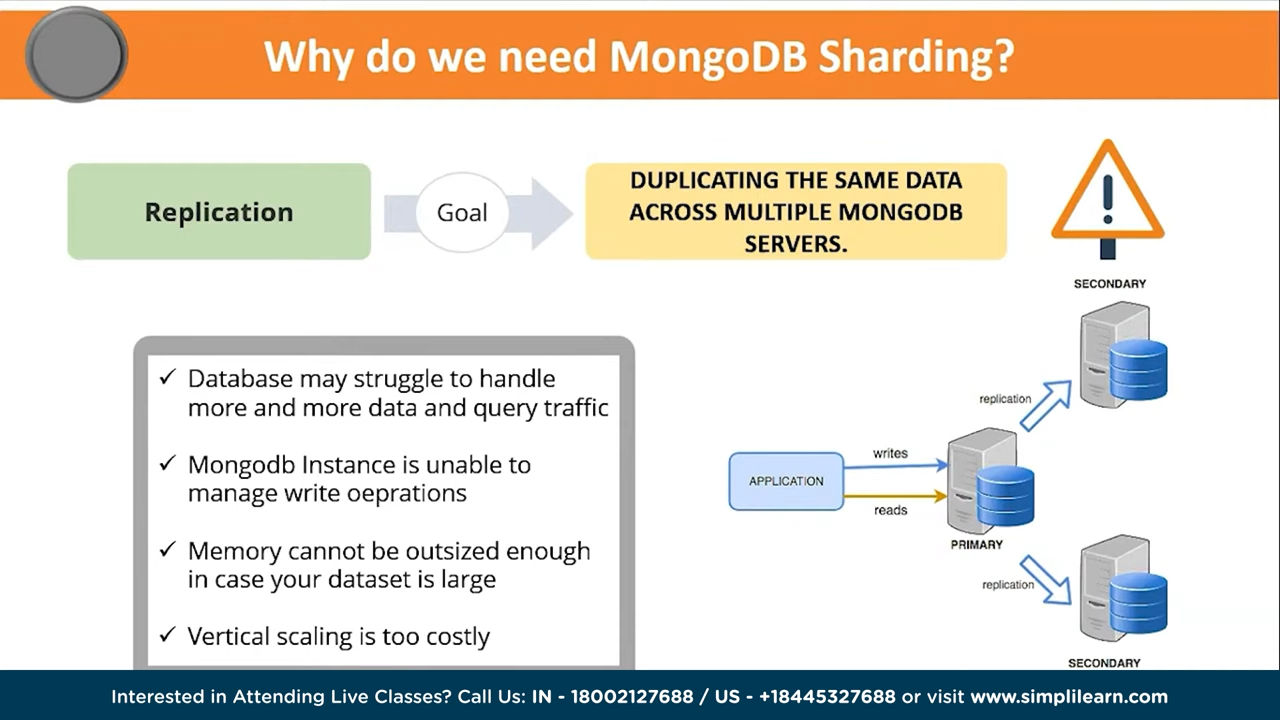 Why do we need MongoDB Sharding?
Replication
Goal
DUPLICATING THE SAME DATA
ACROSS MULTIPLE MONGODB
SERVERS.
SECONDARY
Database may struggle to handle
more and more data and query traffic
Mongodb Instance is unable to
manage write oeprations
Memory cannot be outsized enough
in case your dataset is large
Vertical scaling is too costly
replication
writes
APPLICATION
reads
PRIMARY
replication
SECONDARY
Interested in Attending Live Classes? Call Us: IN - 18002127688 / US - +18445327688 or visit www.simplilearn.com